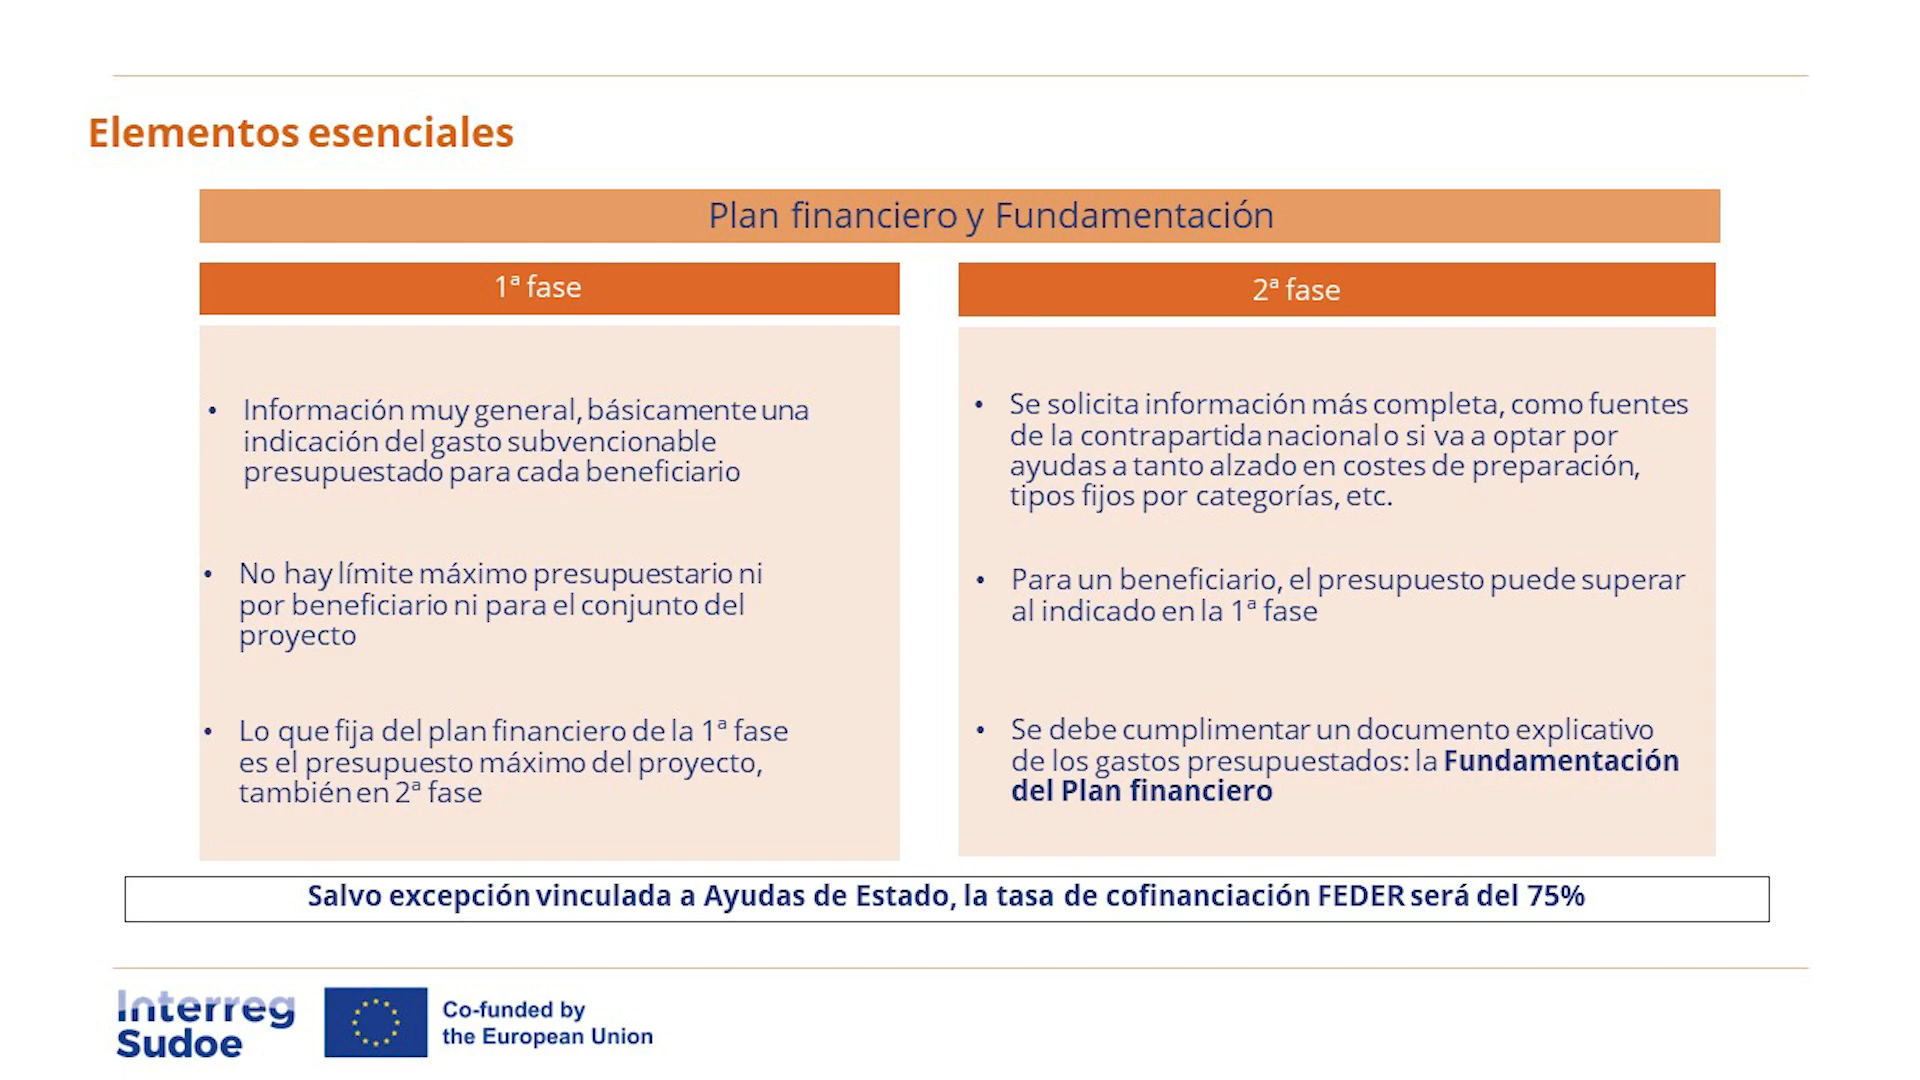 Elementos esenciales
Plan financiero y Fundamentación
1ª fase
Información muy general, básicamente una
indicación del gasto subvencionable
presupuestado para cada beneficiario
No hay límite máximo presupuestario ni
por beneficiario ni para el conjunto del
proyecto
Lo que fija del plan financiero de la 1ª fase
es el presupuesto máximo del proyecto,
también en 2ª fase
2ª fase
Se solicita información más completa, como fuentes
de la contrapartida nacional o si va a optar por
ayudas a tanto alzado en costes de preparación,
tipos fijos por categorías, etc.
Para un beneficiario, el presupuesto puede superar
al indicado en la 1ª fase
Se debe cumplimentar un documento explicativo
de los gastos presupuestados: la Fundamentación
del Plan financiero
Salvo excepción vinculada a Ayudas de Estado, la tasa de cofinanciación FEDER será del 75%
Interreg
Sudoe
Co-funded by
the European Union